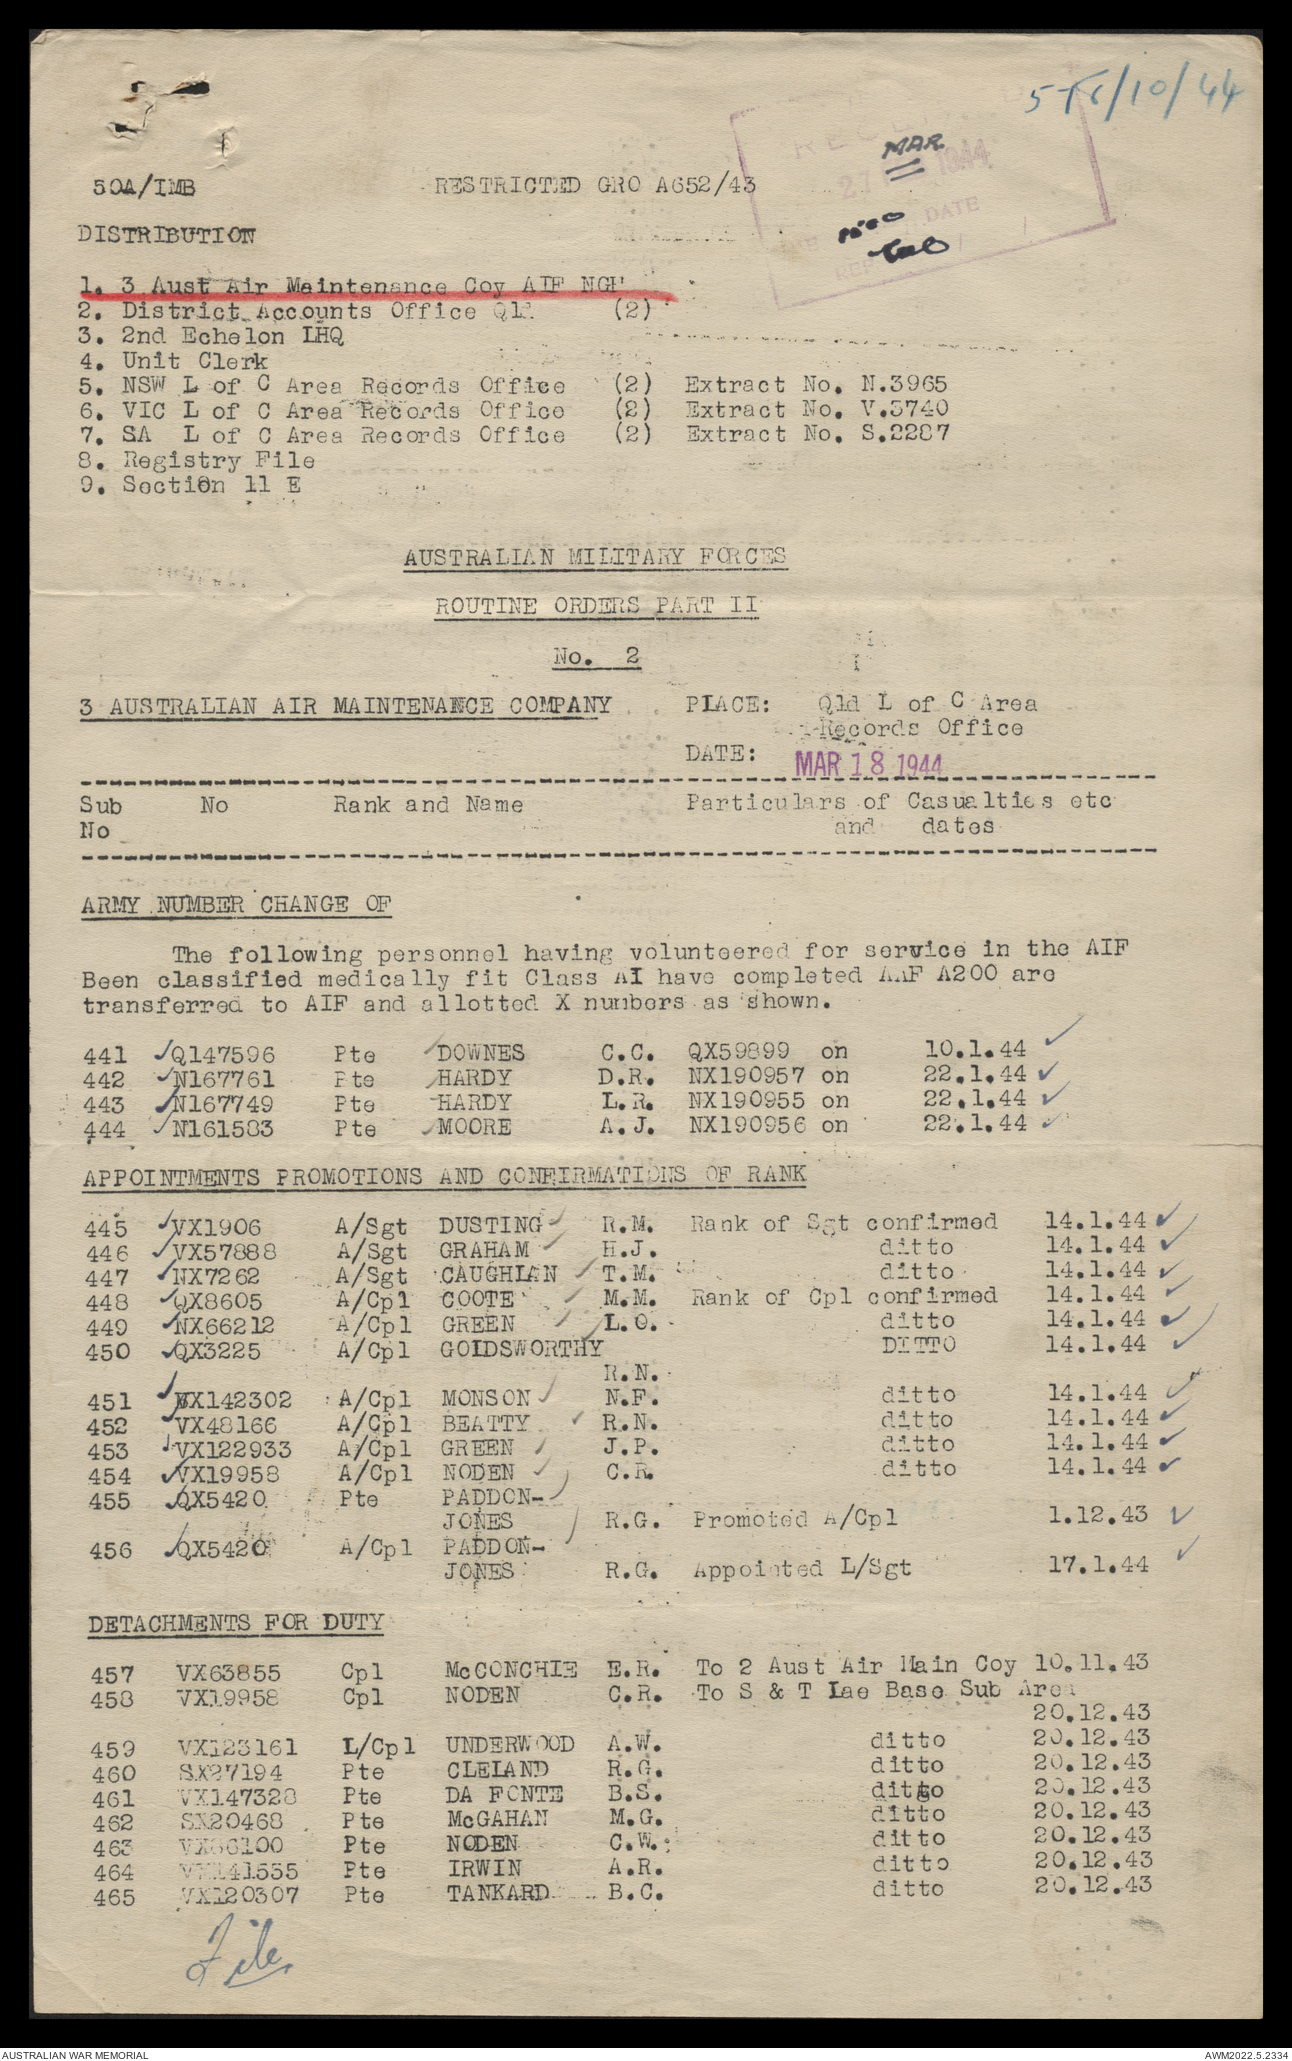 50A/IMB RESTRICTED GRO A652/43
MAR
1944
DATE
DISTRIBUTION
1. 3 Aust Air Maintenance Coy AIF NGF
2. District Accounts Office Qld (2)
3. 2nd Echelon LHQ
4. Unit Clerk
5. NSW L of C Area Records Office (2) Extract No. N.3965
6. VIC L of C Area Records Office (2) Extract No. V.3740
7. SA L of C Area Records Office (2) Extract No. S.2287
8. Registry File
9. Section 11 E
AUSTRALIAN MILITARY FORCES
ROUTINE ORDERS PART II
No. 2
3 AUSTRALIAN AIR MAINTENANCE COMPANY PLACE: Qld L of C Area
Records Office
DATE: MAR 18 1944
Sub No Rank and Name Particulars of Casualties etc
No and dates
ARMY NUMBER CHANGE OF
The following personnel having volunteered for service in the AIF
Been classified medically fit Class AI have completed AAF A200 are
transferred to AIF and allotted X numbers as shown.
441 Q147596 Pte DOWNES C.C. QX59899 on 10.1.44
442 N167761 Pte HARDY D.R. NX190957 on 22.1.44
443 N167749 Pte HARDY L.R. NX190955 on 22.1.44
444 N161583 Pte MOORE A.J. NX190956 on 22.1.44
APPOINTMENTS PROMOTIONS AND CONFIRMATIONS OF RANK
445 VX1906 A/Sgt DUSTING R.M. Rank of Sgt confirmed 14.1.44
446 VX57888 A/Sgt GRAHAM H.J. ditto 14.1.44
447 NX7262 A/Sgt CAUGHLAN T.M. ditto 14.1.44
448 QX8605 A/Cpl COOTE M.M. Rank of Cpl confirmed 14.1.44
449 NX66212 A/Cpl GREEN L.O. ditto 14.1.44
450 QX3225 A/Cpl GOLDSWORTHY DITTO 14.1.44
R.N.
451 VX142302 A/Cpl MONSON N.F. ditto 14.1.44
452 VX48166 A/Cpl BEATTY R.N. ditto 14.1.44
453 VX122933 A/Cpl GREEN J.P. ditto 14.1.44
454 VX19958 A/Cpl NODEN C.R. ditto 14.1.44
455 QX5420 Pte PADDON-
JONES R.G. Promoted A/Cpl 1.12.43
456 QX5420 A/Cpl PADDON-
JONES R.G. Appointed L/Sgt 17.1.44
DETACHMENTS FOR DUTY
457 VX63855 Cpl McCONCHIE E.R. To 2 Aust Air Main Coy 10.11.43
458 VX19958 Cpl NODEN C.R. To S & T Lae Base Sub Area
20.12.43
459 VX123161 L/Cpl UNDERWOOD A.W. ditto 20.12.43
460 SX27194 Pte CLELAND R.G. ditto 20.12.43
461 VX147328 Pte DA FONTE B.S. ditto 20.12.43
462 SX20468 Pte McGAHAN M.G. ditto 20.12.43
463 VX66100 Pte NODEN C.W. ditto 20.12.43
464 VX141555 Pte IRWIN A.R. ditto 20.12.43
465 VX120307 Pte TANKARD B.C. ditto 20.12.43
File
AUSTRALIAN WAR MEMORIAL AWM2022.5.2334